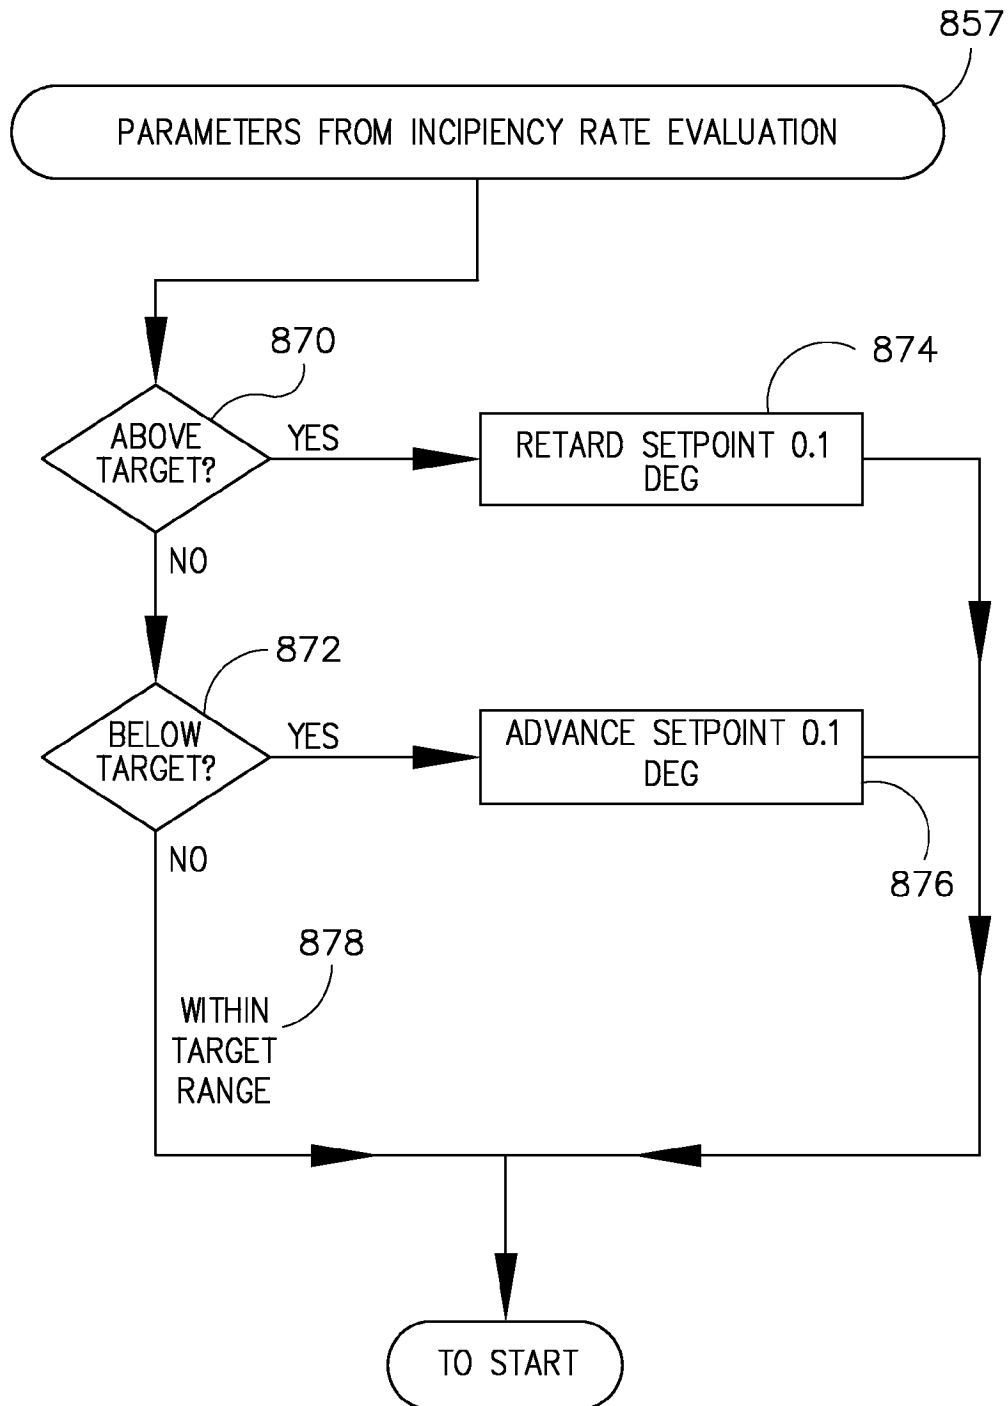 857
PARAMETERS FROM INCIPIENCY RATE EVALUATION
870
874
ABOVE
TARGET?
YES
RETARD SETPOINT 0.1
DEG
NO
872
BELOW
TARGET?
YES
ADVANCE SETPOINT 0.1
DEG
NO
876
878
WITHIN
TARGET
RANGE
TO START